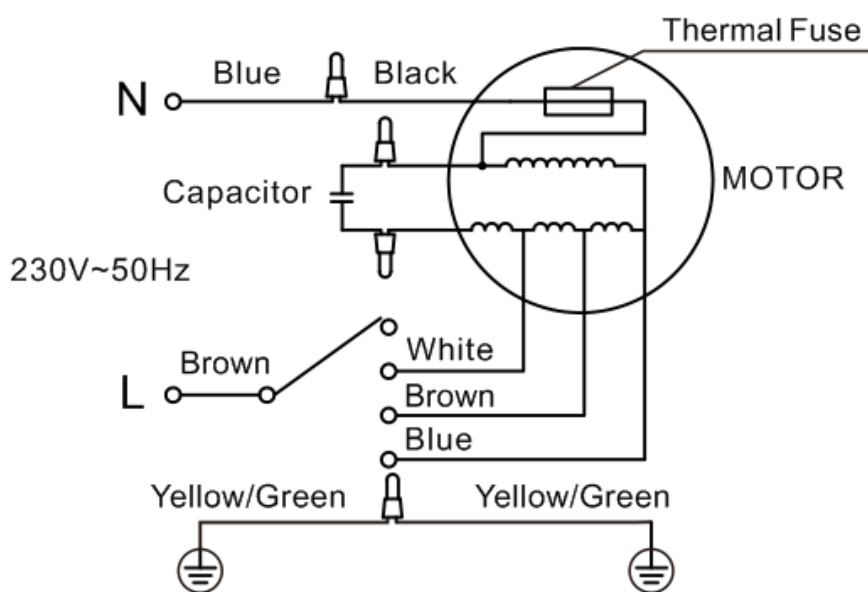 Thermal Fuse
N
Blue
Black
Capacitor
MOTOR
230V~50Hz
L
Brown
White
Brown
Blue
Yellow/Green
Yellow/Green